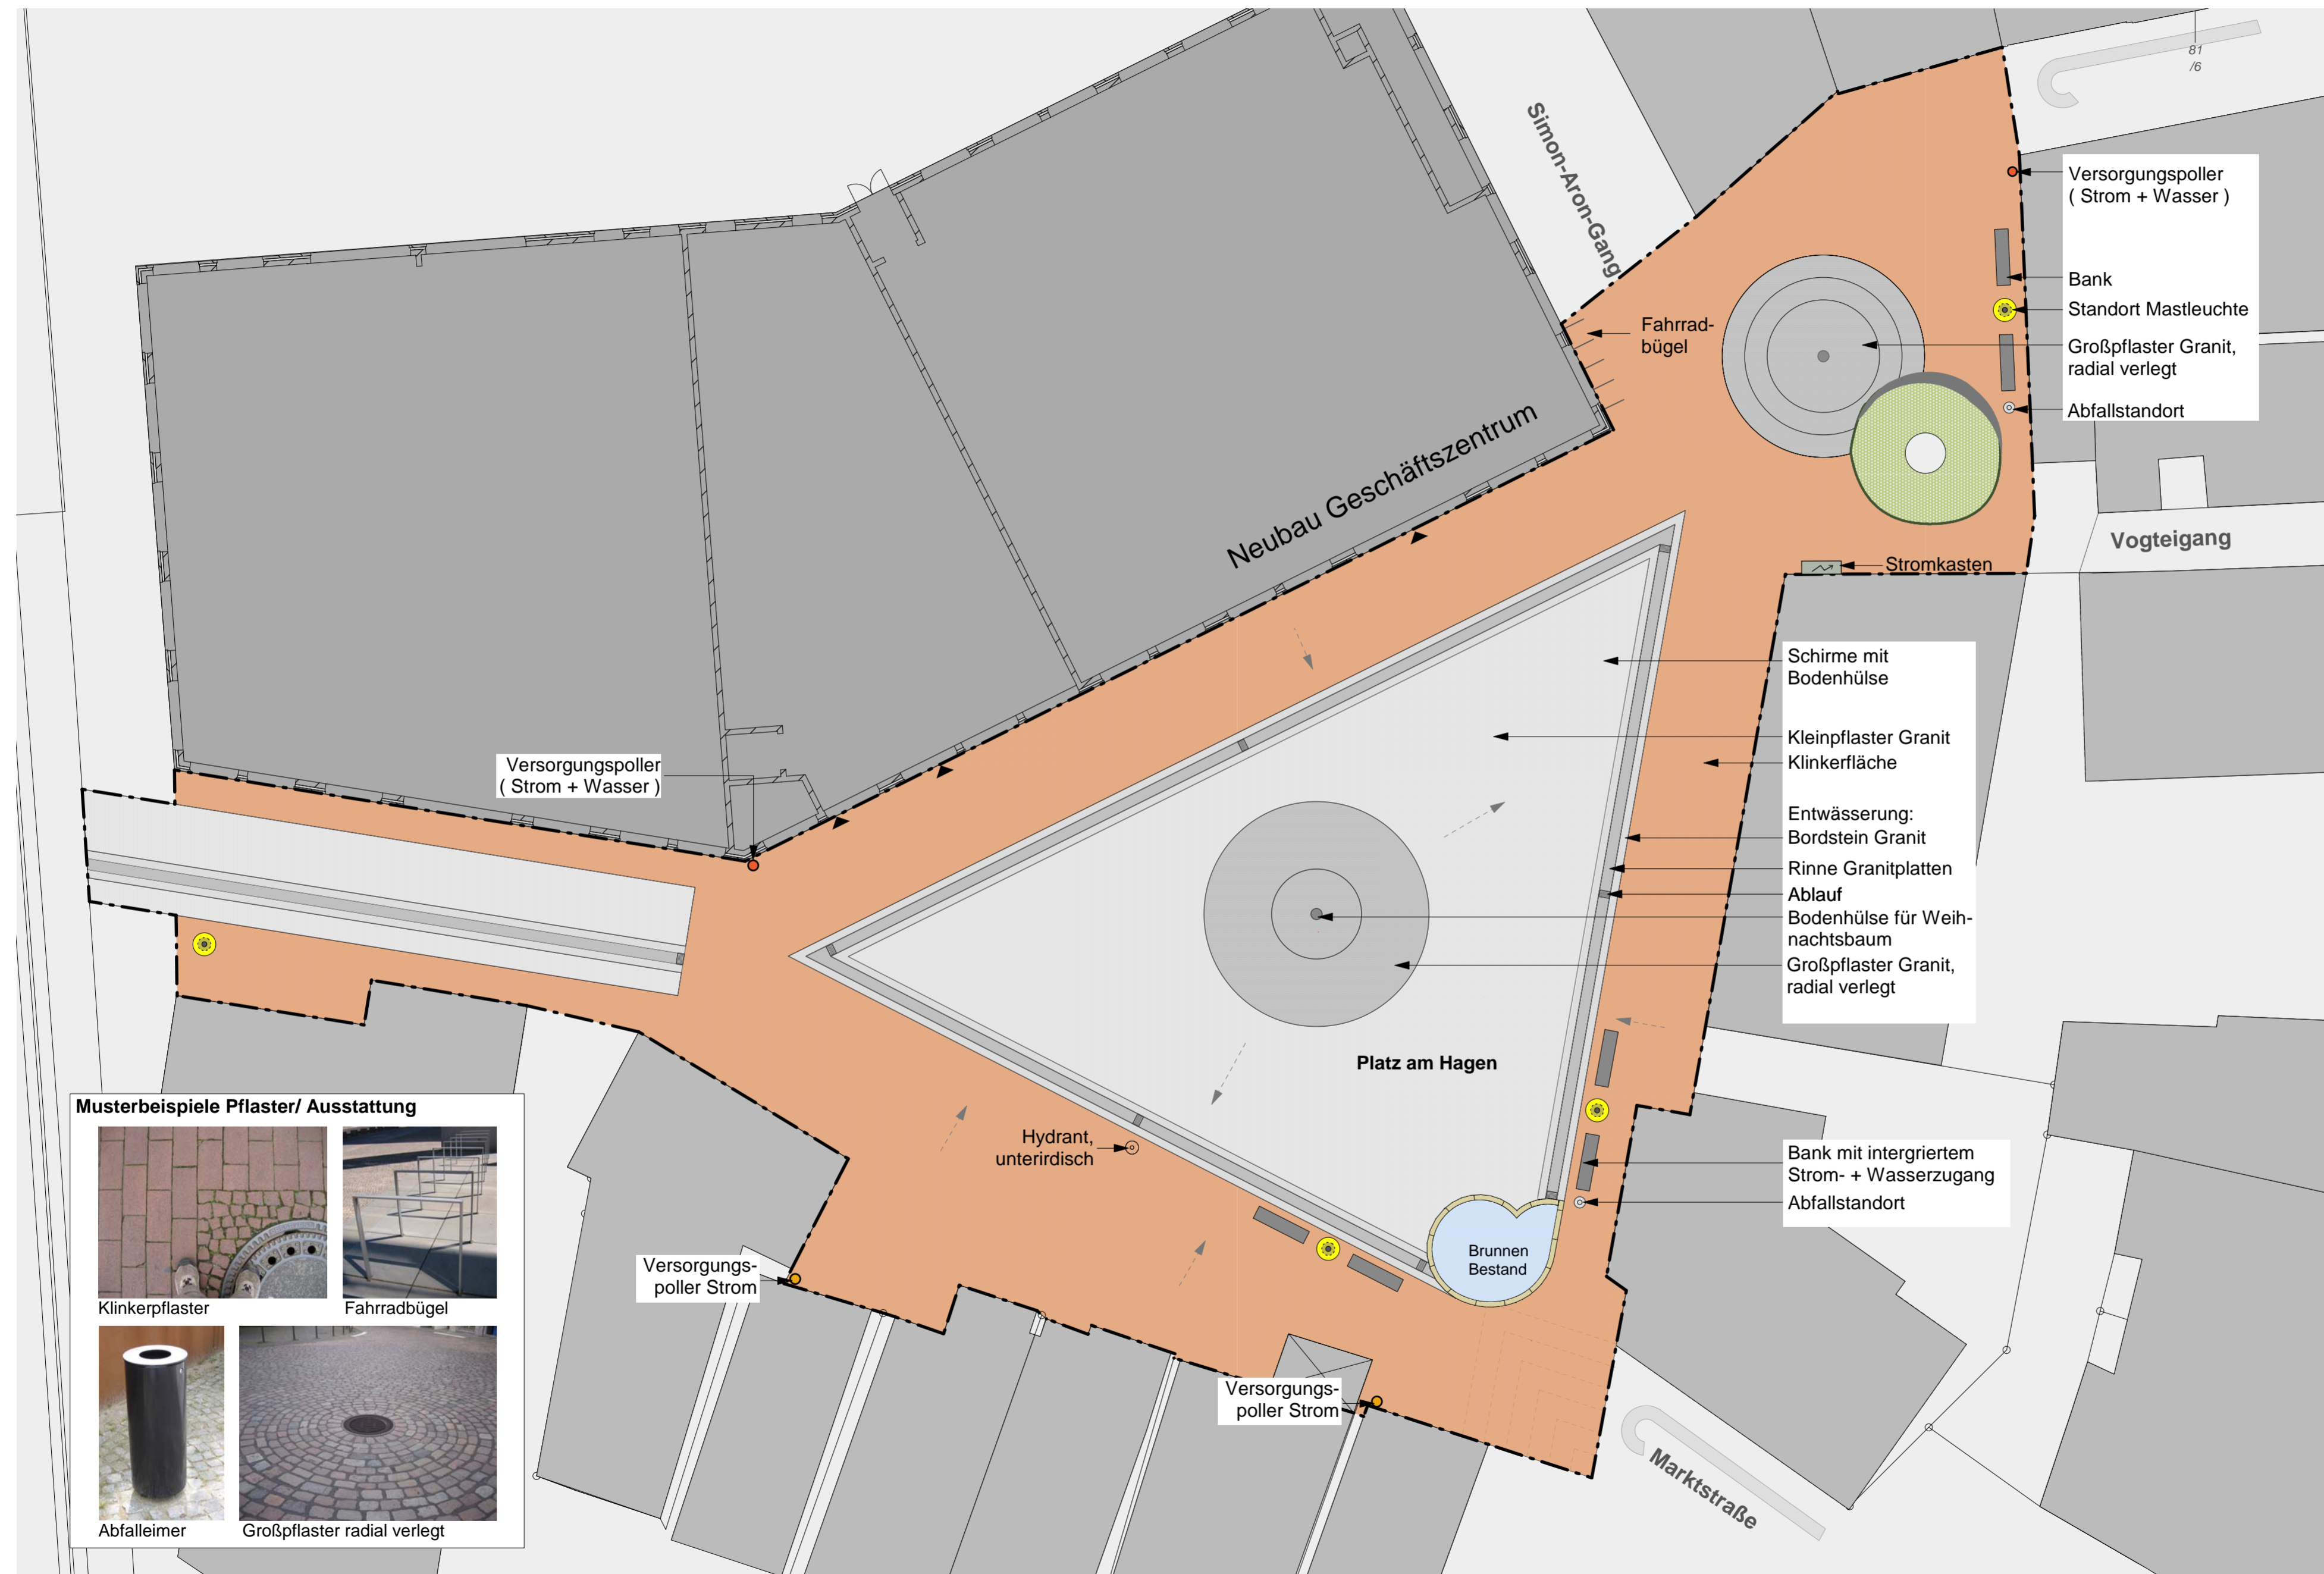 81
/6
Simon-Aron-Gang
Versorgungspoller
( Strom + Wasser )
Bank
Standort Mastleuchte
Großpflaster Granit,
radial verlegt
Abfallstandort
Fahrrad-
bügel
Neubau Geschäftszentrum
Vogteigang
Stromkasten
Schirme mit
Bodenhülse
Kleinpflaster Granit
Klinkerfläche
Entwässerung:
Bordstein Granit
Rinne Granitplatten
Ablauf
Bodenhülse für Weih-
nachtsbaum
Großpflaster Granit,
radial verlegt
Versorgungspoller
( Strom + Wasser )
Platz am Hagen
Hydrant,
unterirdisch
Bank mit intergriertem
Strom- + Wasserzugang
Abfallstandort
Brunnen
Bestand
Versorgungs-
poller Strom
Versorgungs-
poller Strom
Marktstraße
Musterbeispiele Pflaster/ Ausstattung
Klinkerpflaster
Fahrradbügel
Abfalleimer
Großpflaster radial verlegt